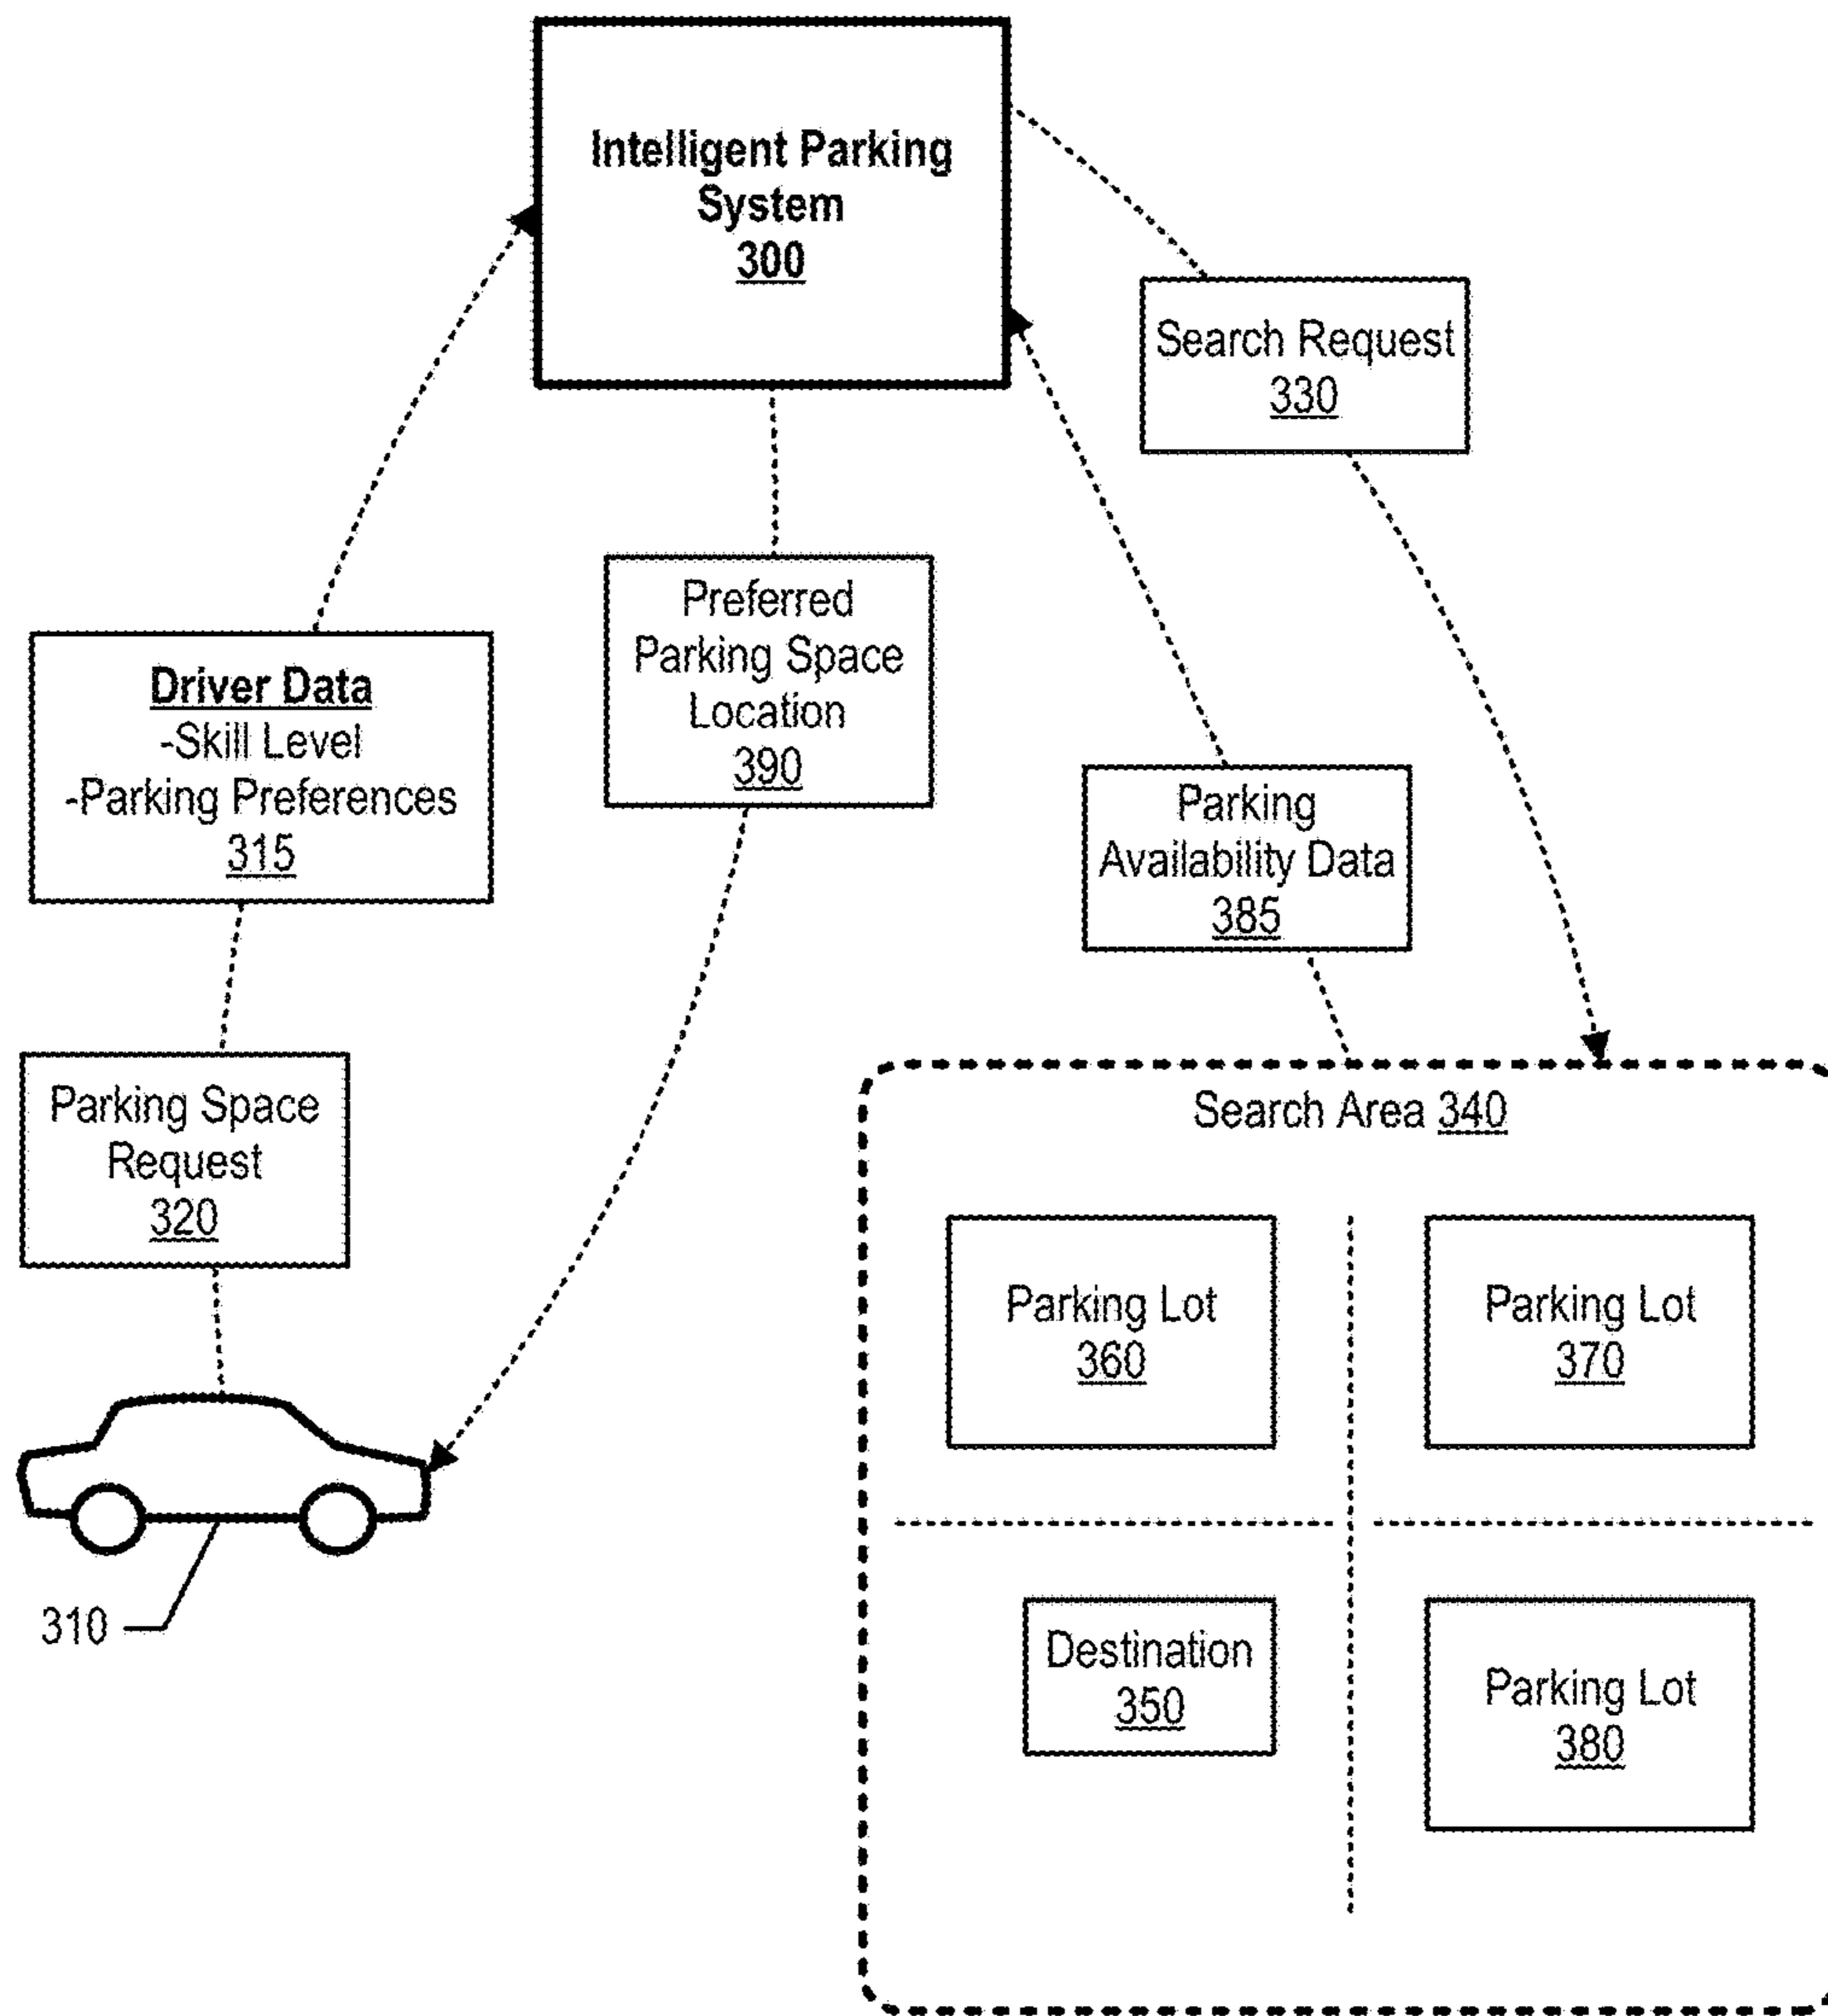 Intelligent Parking
System
300
Search Request
330
Preferred
Parking Space
Location
390
Driver Data
-Skill Level
-Parking Preferences
315
Parking
Availability Data
385
Parking Space
Request
320
Search Area 340
Parking Lot
360
Parking Lot
370
310
Destination
350
Parking Lot
380